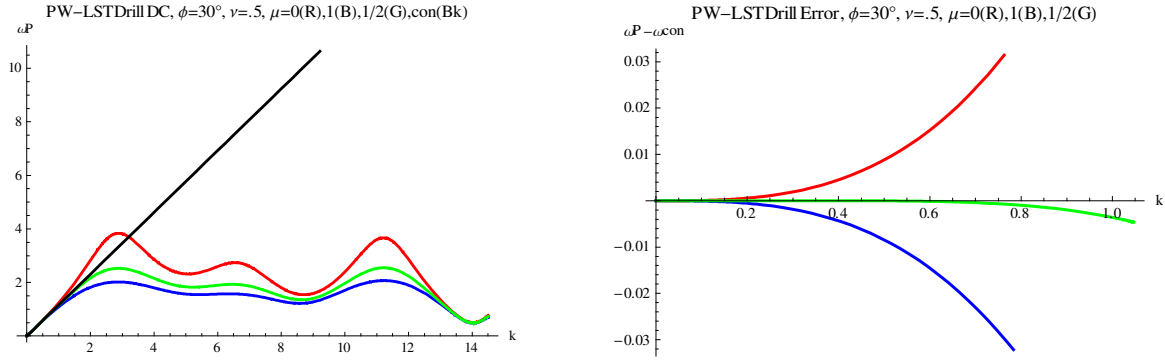 PW-LSTDrill DC, ϕ=30°, ν=.5, μ=0(R),1(B),1/2(G),con(Bk)
ωP
10
8
6
4
2
2 4 6 8 10 12 14 k
PW-LSTDrill Error, ϕ=30°, ν=.5, μ=0(R),1(B),1/2(G)
ωP-ωcon
0.03
0.02
0.01
0.2 0.4 0.6 0.8 1.0 k
-0.01
-0.02
-0.03